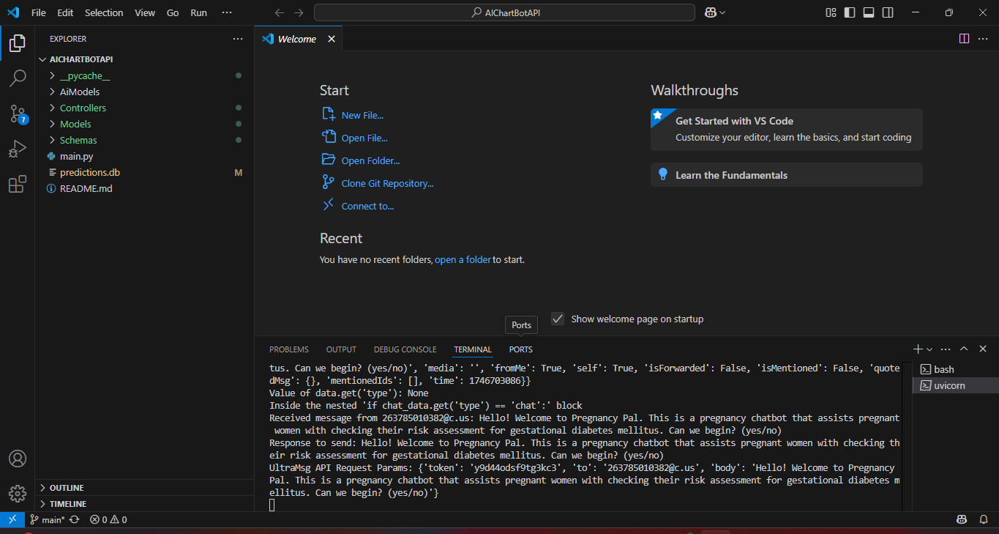 File Edit Selection View Go Run ···
AIChartBotAPI
EXPLORER ···
AICHARTBOTAPI
__pycache__
AiModels
Controllers
Models
Schemas
main.py
predictions.db M
README.md
OUTLINE
TIMELINE
7
Welcome
Start
New File...
Open File...
Open Folder...
Clone Git Repository...
Connect to...
Recent
You have no recent folders, open a folder to start.
Walkthroughs
Get Started with VS Code
Customize your editor, learn the basics, and start coding
Learn the Fundamentals
Show welcome page on startup
Ports
PROBLEMS OUTPUT DEBUG CONSOLE TERMINAL PORTS
tus. Can we begin? (yes/no)', 'media': '', 'fromMe': True, 'self': True, 'isForwarded': False, 'isMentioned': False, 'quote
dMsg': {}, 'mentionedIds': [], 'time': 1746703086}}
Value of data.get('type'): None
Inside the nested 'if chat_data.get('type') == 'chat':' block
Received message from 263785010382@c.us: Hello! Welcome to Pregnancy Pal. This is a pregnancy chatbot that assists pregnant
women with checking their risk assessment for gestational diabetes mellitus. Can we begin? (yes/no)
Response to send: Hello! Welcome to Pregnancy Pal. This is a pregnancy chatbot that assists pregnant women with checking th
eir risk assessment for gestational diabetes mellitus. Can we begin? (yes/no)
UltraMsg API Request Params: {'token': 'y9d44odsf9tg3kc3', 'to': '263785010382@c.us', 'body': 'Hello! Welcome to Pregnancy
Pal. This is a pregnancy chatbot that assists pregnant women with checking their risk assessment for gestational diabetes m
ellitus. Can we begin? (yes/no)'}
bash
uvicorn
main* 0 0